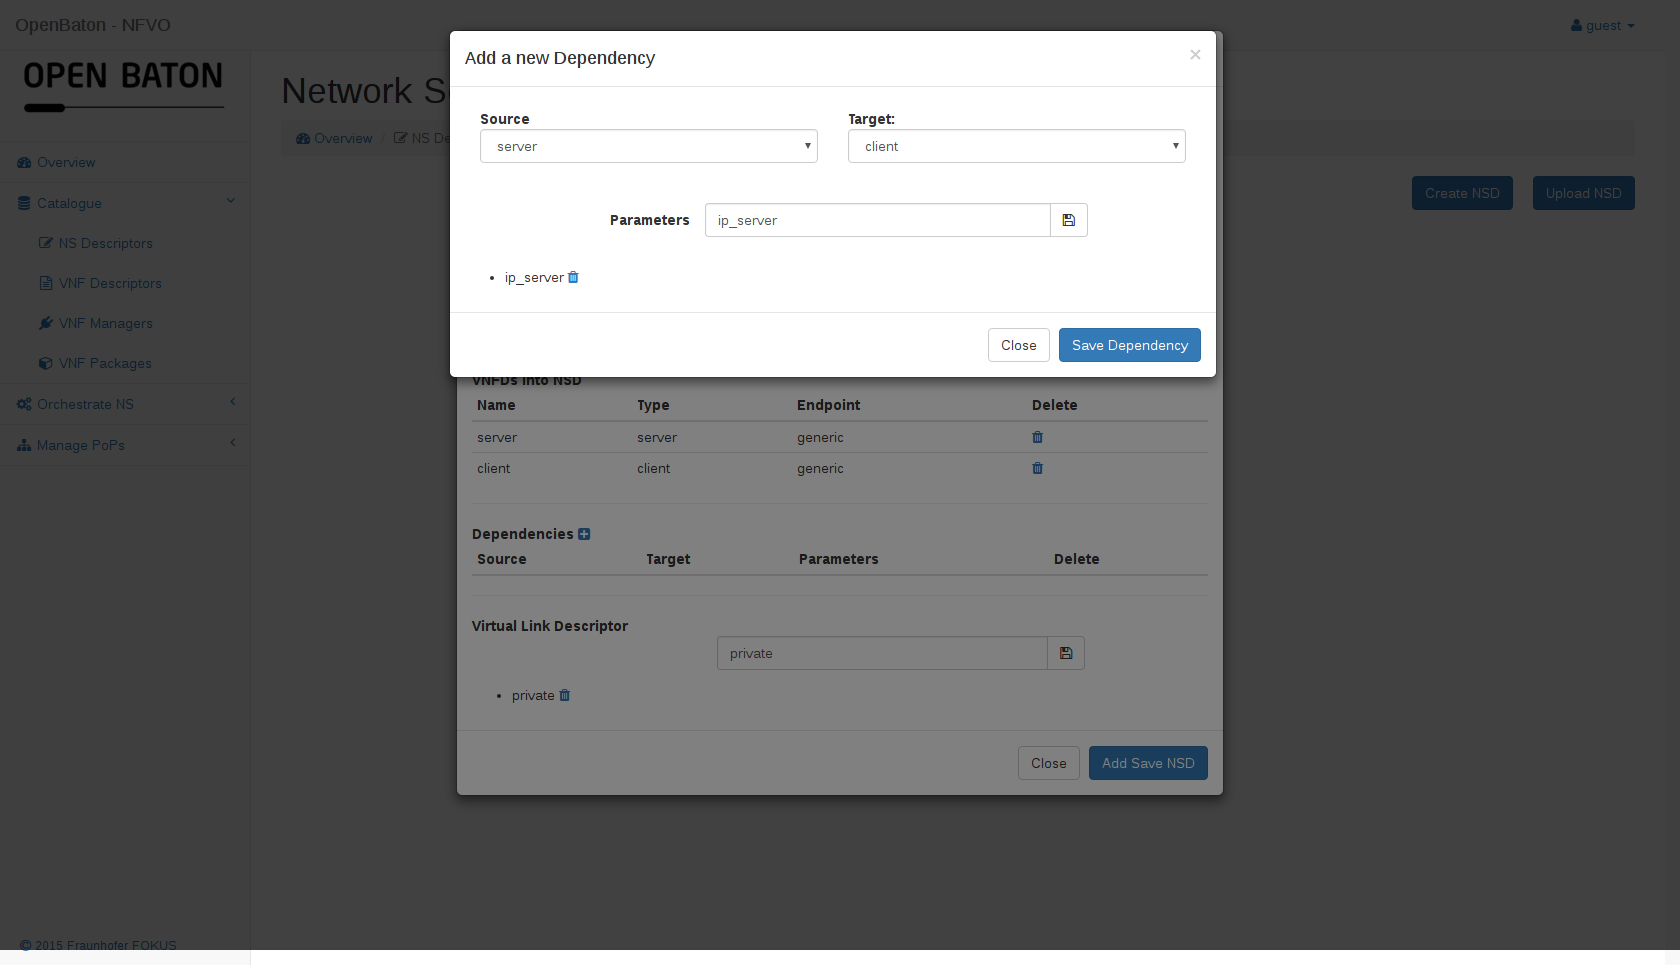 OpenBaton - NFVO
guest
OPEN BATON
Overview
Catalogue
NS Descriptors
VNF Descriptors
VNF Managers
VNF Packages
Orchestrate NS
Manage PoPs
© 2015 Fraunhofer FOKUS
Network S
Overview / NS De
Create NSD Upload NSD
Add a new Dependency ×
Source Target:
server client
Parameters ip_server
• ip_server
Close Save Dependency
VNFDs into NSD
Name Type Endpoint Delete
server server generic
client client generic
Dependencies
Source Target Parameters Delete
Virtual Link Descriptor
private
• private
Close Add Save NSD